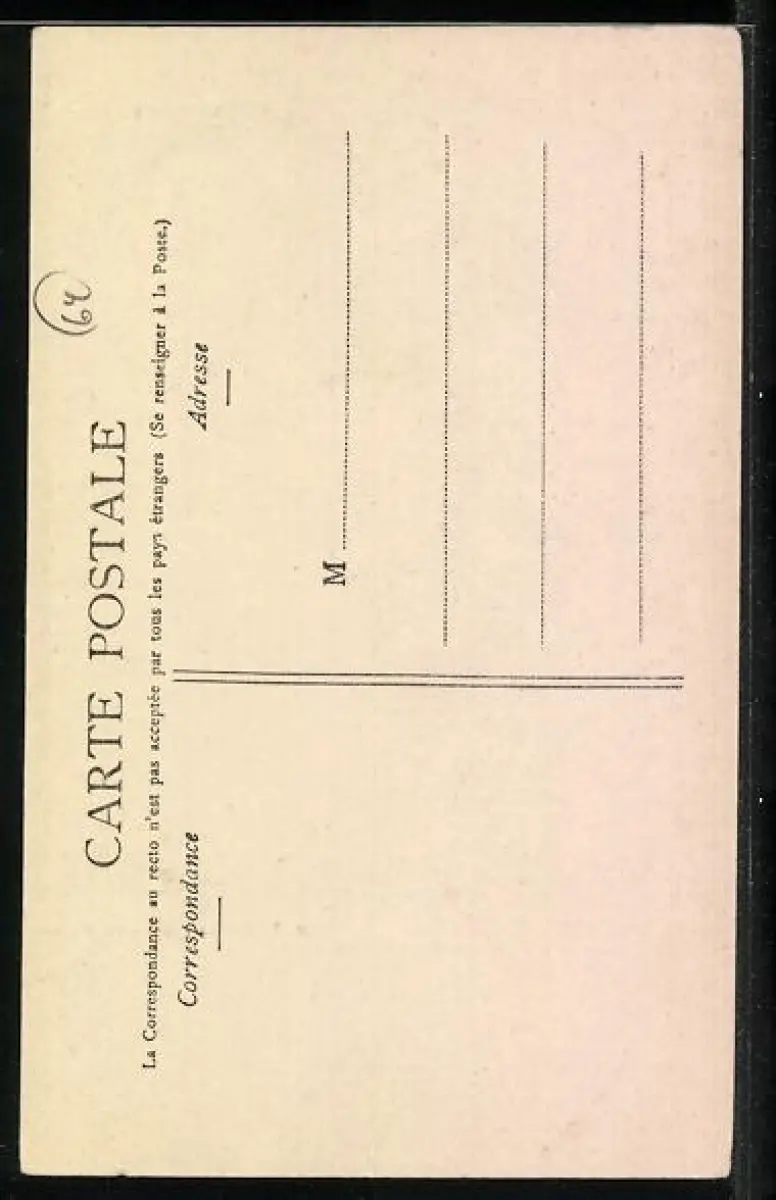 64
CARTE POSTALE
La Correspondance au recto n'est pas acceptée par tous les pays étrangers (Se renseigner à la Poste.)
Correspondance
Adresse
M